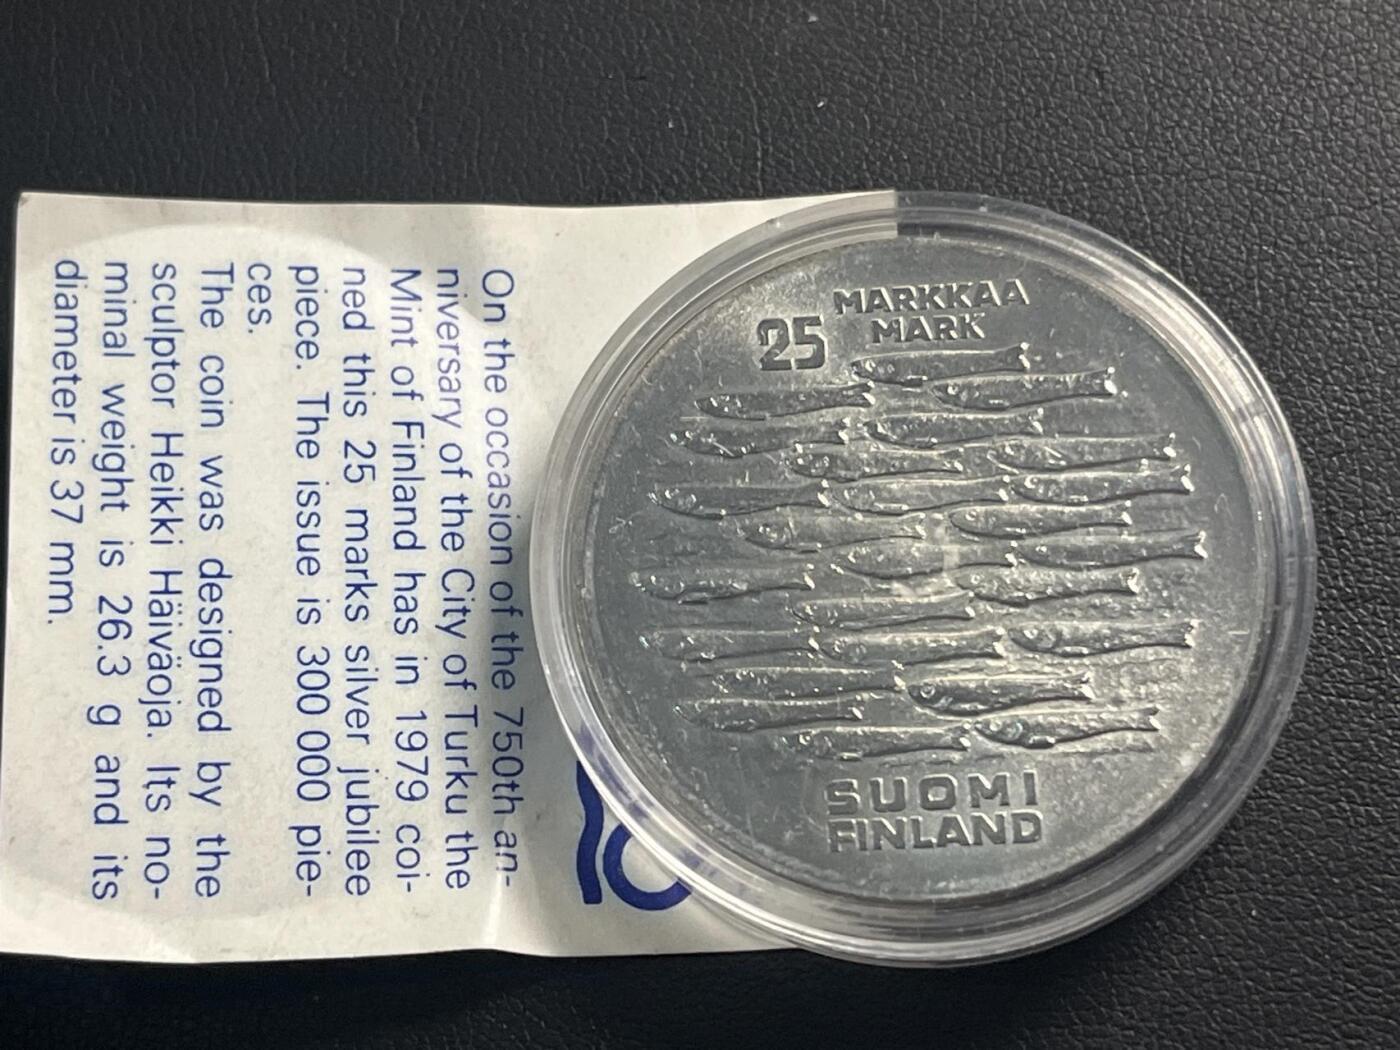 25 MARKKAA
MARK
SUOMI
FINLAND
On the occasion of the 750th an-
niversary of the City of Turku the
Mint of Finland has in 1979 coi-
ned this 25 marks silver jubilee
piece. The issue is 300 000 pie-
ces.
The coin was designed by the
sculptor Heikki Häiväoja. Its no-
minal weight is 26.3 g and its
diameter is 37 mm.